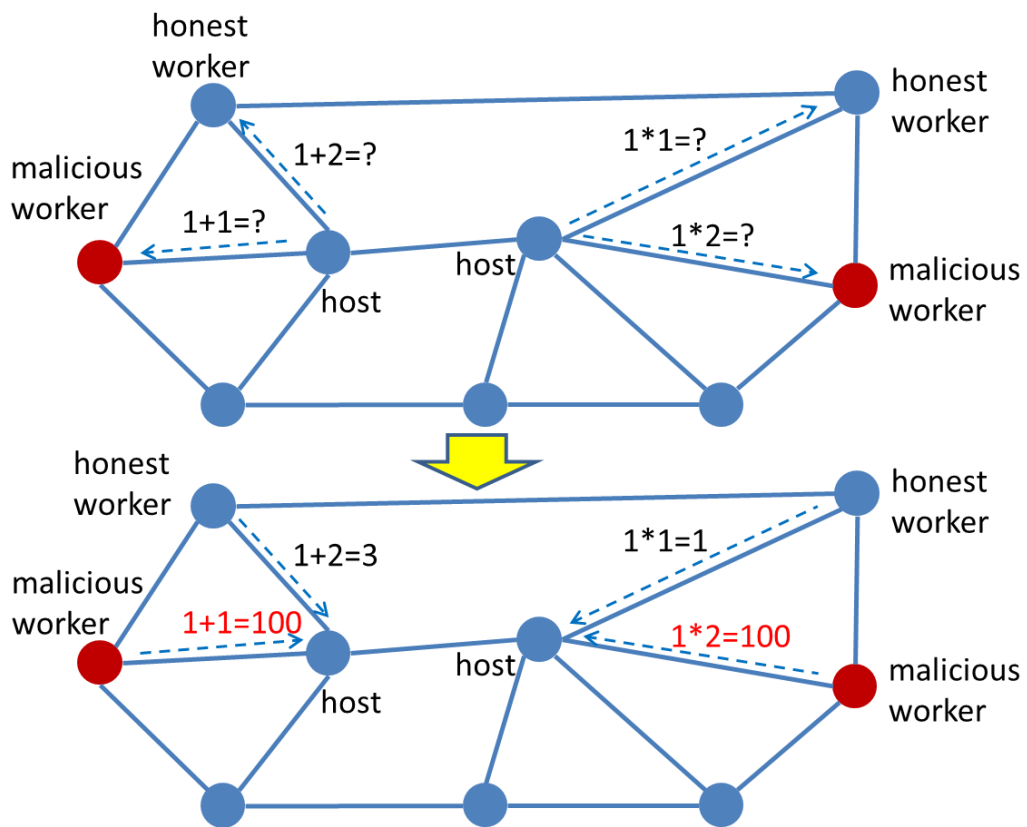 honest
worker
honest
worker
1+2=?
1*1=?
malicious
worker
1+1=?
1*2=?
host
host
malicious
worker
honest
worker
honest
worker
1+2=3
1*1=1
malicious
worker
1+1=100
1*2=100
host
host
malicious
worker